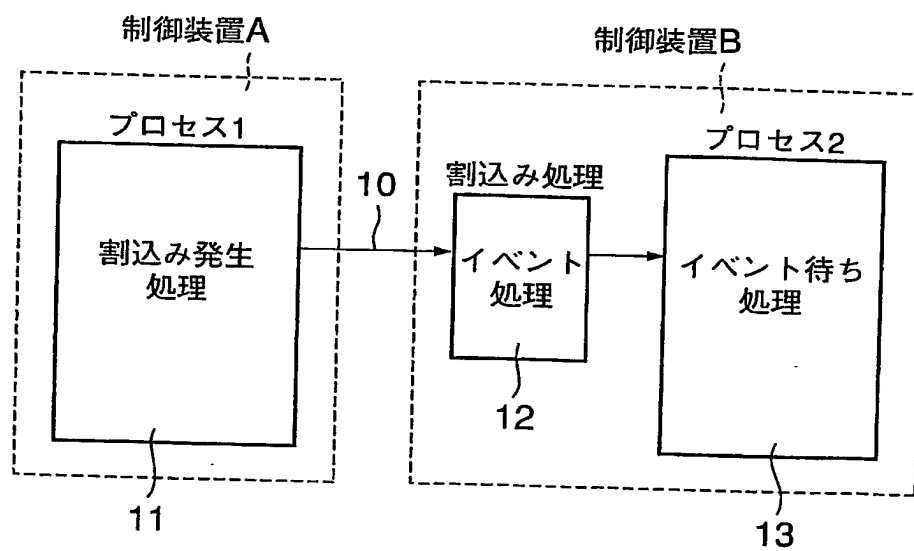 制御装置A
制御装置B
プロセス1
プロセス2
割込み処理
10
割込み発生
処理
イベント
処理
イベント待ち
処理
12
11
13